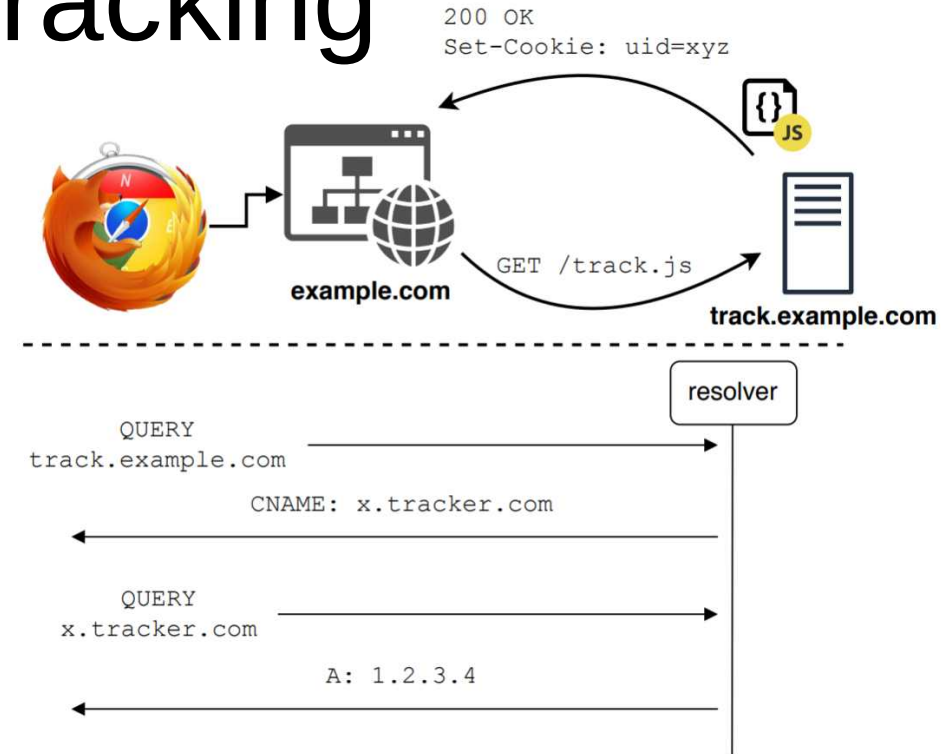 racking
200 OK
Set-Cookie: uid=xyz
{}
JS
N
example.com
GET /track.js
track.example.com
resolver
QUERY
track.example.com
CNAME: x.tracker.com
QUERY
x.tracker.com
A: 1.2.3.4